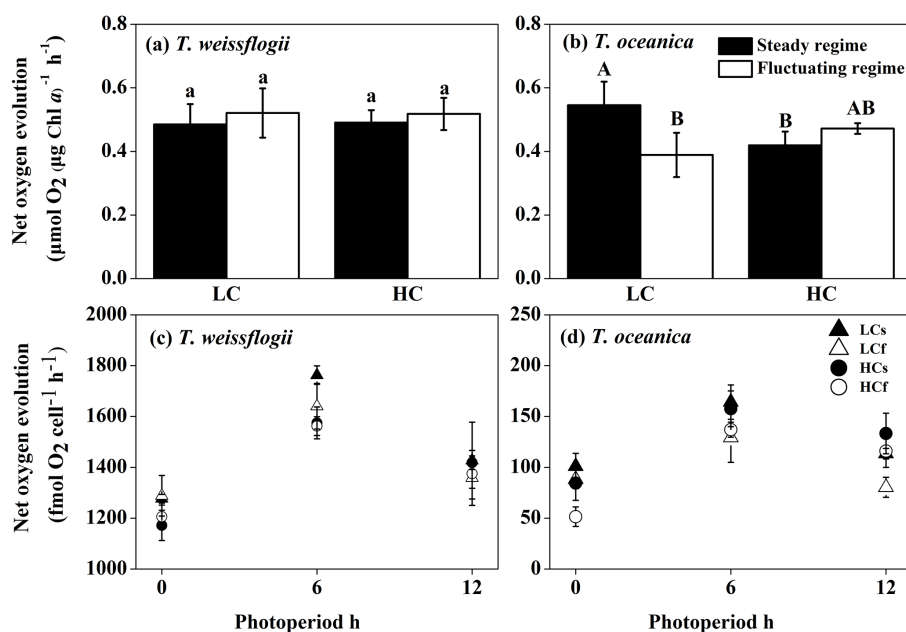 (a) T. weissflogii
(b) T. oceanica
Steady regime
Fluctuating regime
Net oxygen evolution
(μmol O2 (μg Chl a)-1 h-1)
0.8
0.6
0.4
0.2
0.0
a a a a
LC HC
0.8
0.6
0.4
0.2
0.0
A B B AB
LC HC
(c) T. weissflogii
(d) T. oceanica
LCs
LCf
HCs
HCf
Net oxygen evolution
(fmol O2 cell-1 h-1)
2000
1800
1600
1400
1200
1000
0 6 12
Photoperiod h
250
200
150
100
50
0
0 6 12
Photoperiod h